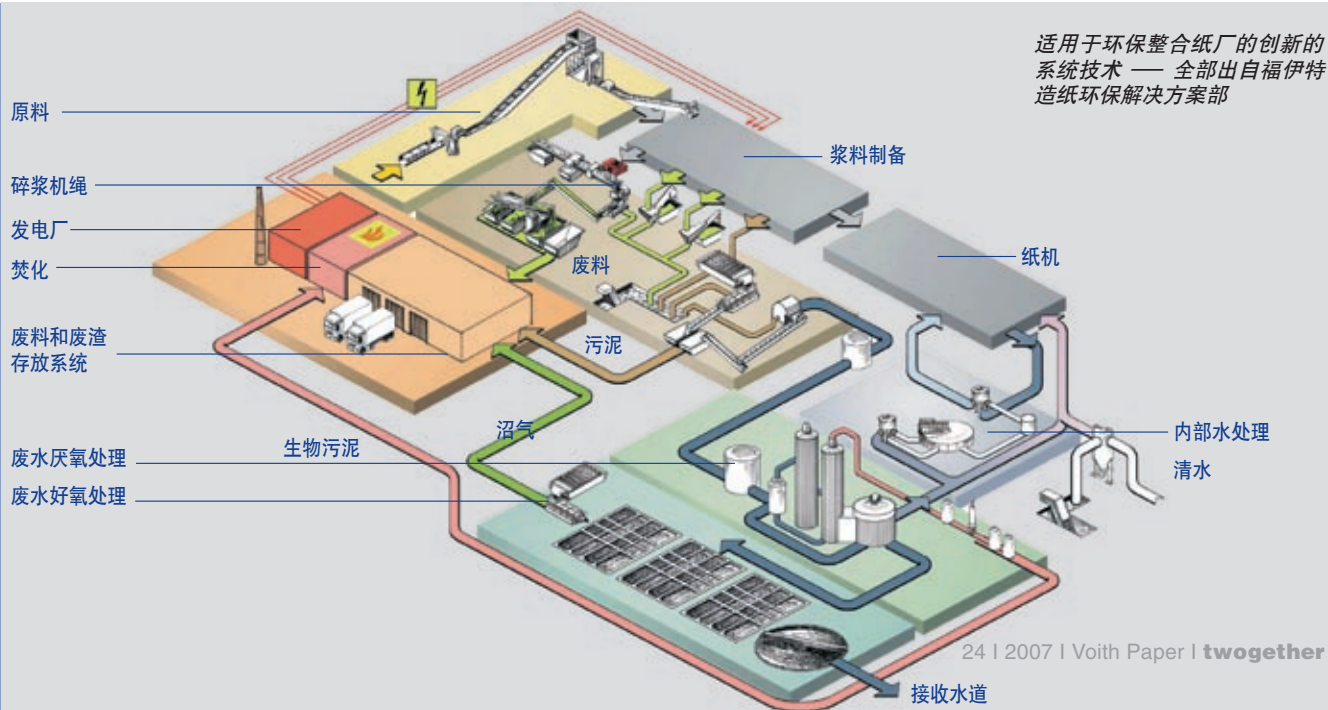 适用于环保整合纸厂的创新的
系统技术 —— 全部出自福伊特
造纸环保解决方案部
原料
浆料制备
碎浆机绳
发电厂
纸机
焚化
废料
废料和废渣
存放系统
污泥
沼气
生物污泥
内部水处理
清水
废水厌氧处理
废水好氧处理
24 I 2007 I Voith Paper I twogether
接收水道